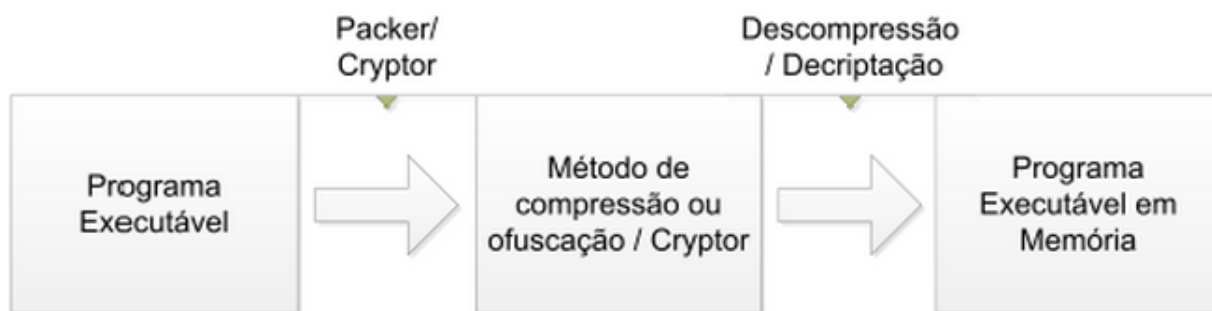 Packer/
Cryptor
Descompressão
/ Decriptação
Programa
Executável
Método de
compressão ou
ofuscação / Cryptor
Programa
Executável em
Memória